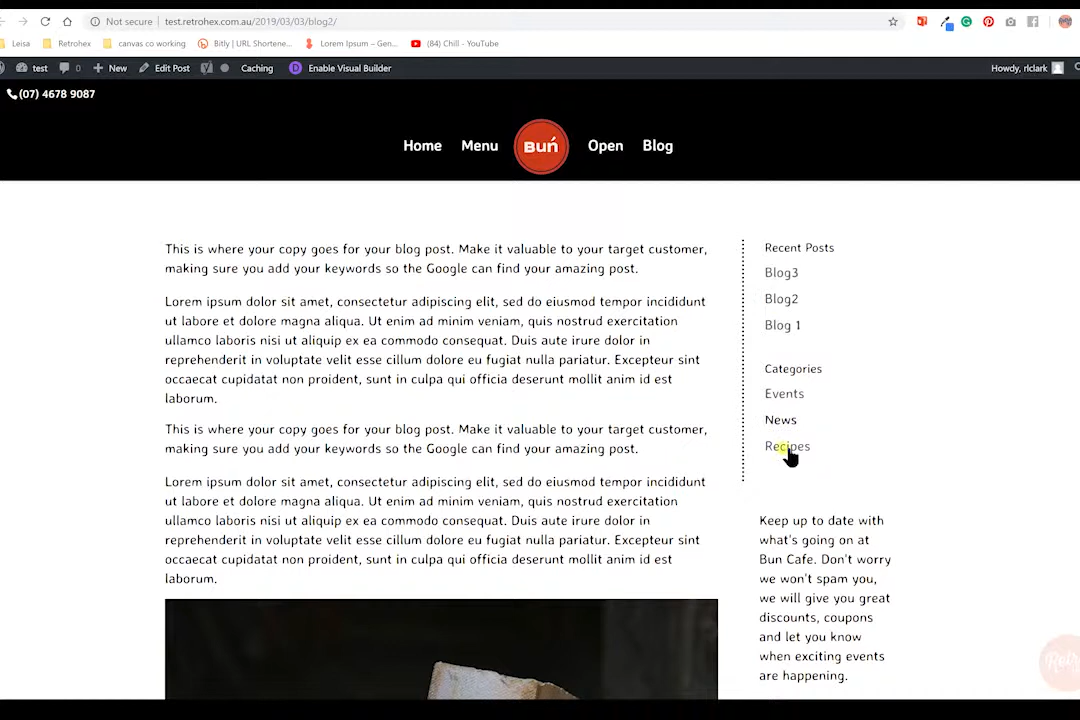 Not secure | test.retrohex.com.au/2019/03/03/blog2/
Leisa Retrohex canvas co working Bitly | URL Shortene... Lorem Ipsum – Gen... (84) Chill - YouTube
test 0 New Edit Post Caching D Enable Visual Builder Howdy, rlclark
(07) 4678 9087
Home Menu Buń Open Blog
This is where your copy goes for your blog post. Make it valuable to your target customer,
making sure you add your keywords so the Google can find your amazing post.
Lorem ipsum dolor sit amet, consectetur adipiscing elit, sed do eiusmod tempor incididunt
ut labore et dolore magna aliqua. Ut enim ad minim veniam, quis nostrud exercitation
ullamco laboris nisi ut aliquip ex ea commodo consequat. Duis aute irure dolor in
reprehenderit in voluptate velit esse cillum dolore eu fugiat nulla pariatur. Excepteur sint
occaecat cupidatat non proident, sunt in culpa qui officia deserunt mollit anim id est
laborum.
This is where your copy goes for your blog post. Make it valuable to your target customer,
making sure you add your keywords so the Google can find your amazing post.
Lorem ipsum dolor sit amet, consectetur adipiscing elit, sed do eiusmod tempor incididunt
ut labore et dolore magna aliqua. Ut enim ad minim veniam, quis nostrud exercitation
ullamco laboris nisi ut aliquip ex ea commodo consequat. Duis aute irure dolor in
reprehenderit in voluptate velit esse cillum dolore eu fugiat nulla pariatur. Excepteur sint
occaecat cupidatat non proident, sunt in culpa qui officia deserunt mollit anim id est
laborum.
Recent Posts
Blog3
Blog2
Blog 1
Categories
Events
News
Recipes
Keep up to date with
what's going on at
Bun Cafe. Don't worry
we won't spam you,
we will give you great
discounts, coupons
and let you know
when exciting events
are happening.